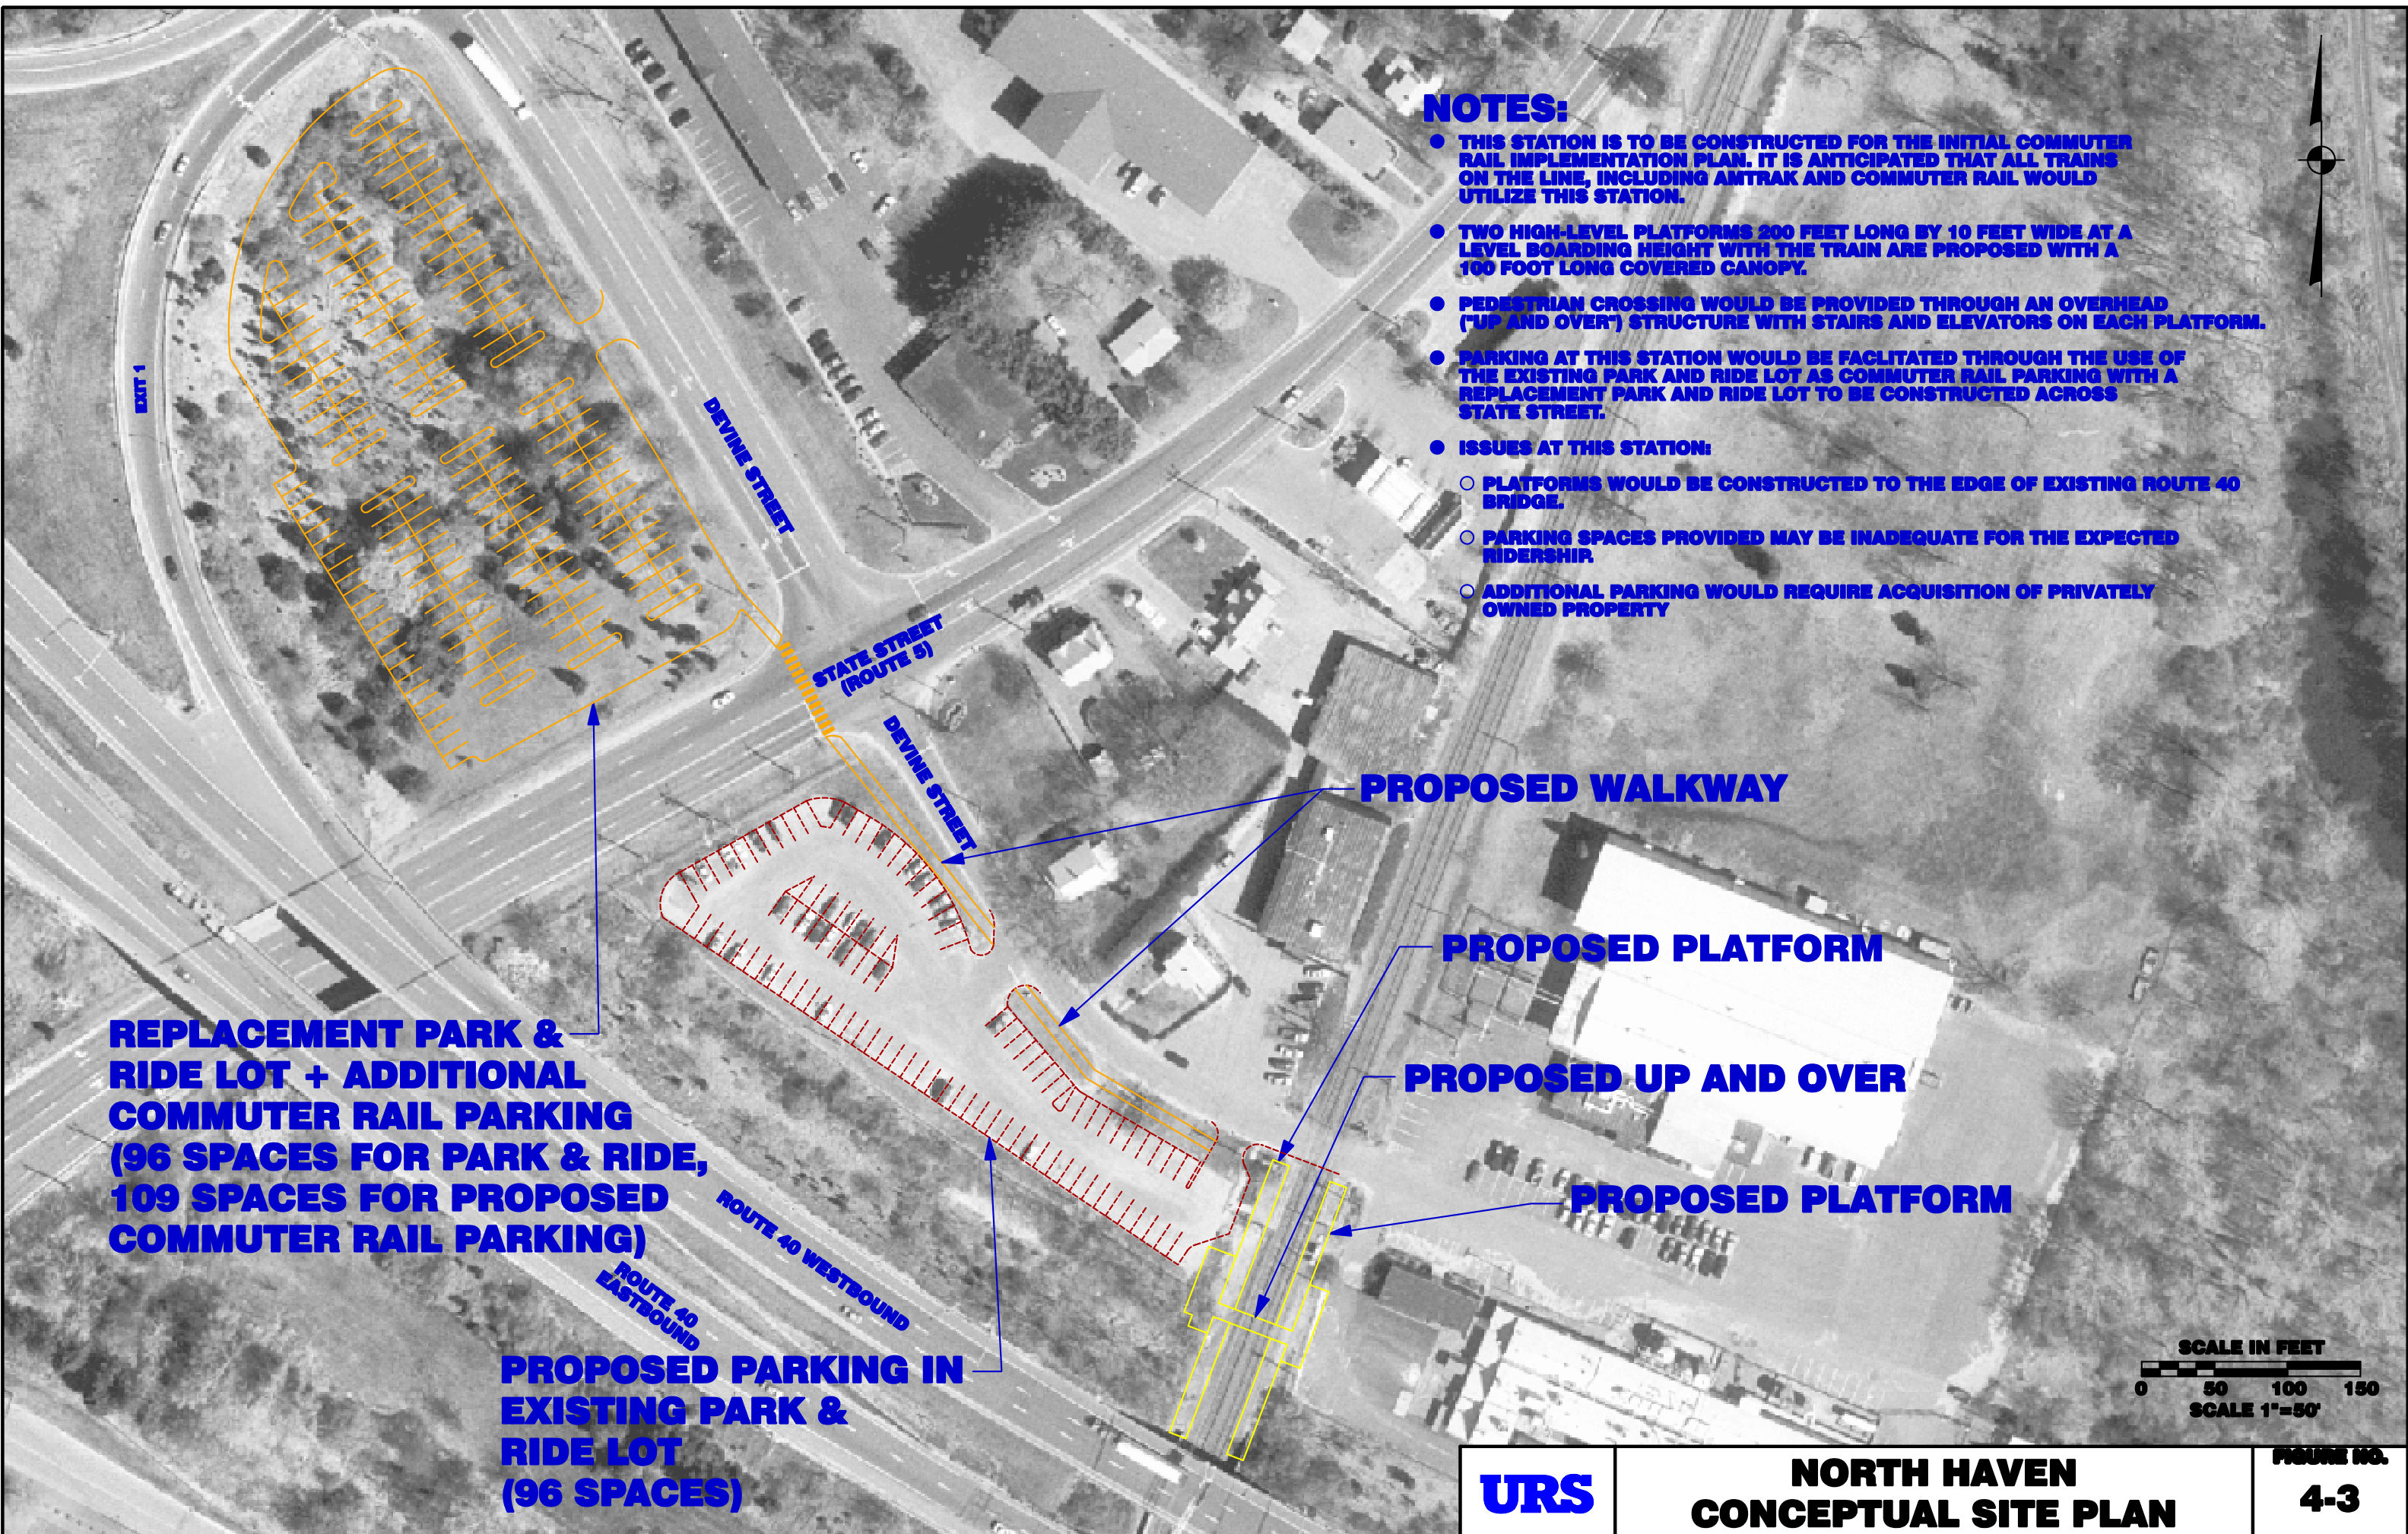 NOTES:
● THIS STATION IS TO BE CONSTRUCTED FOR THE INITIAL COMMUTER
RAIL IMPLEMENTATION PLAN. IT IS ANTICIPATED THAT ALL TRAINS
ON THE LINE, INCLUDING AMTRAK AND COMMUTER RAIL WOULD
UTILIZE THIS STATION.
● TWO HIGH-LEVEL PLATFORMS 200 FEET LONG BY 10 FEET WIDE AT A
LEVEL BOARDING HEIGHT WITH THE TRAIN ARE PROPOSED WITH A
100 FOOT LONG COVERED CANOPY.
● PEDESTRIAN CROSSING WOULD BE PROVIDED THROUGH AN OVERHEAD
("UP AND OVER") STRUCTURE WITH STAIRS AND ELEVATORS ON EACH PLATFORM.
● PARKING AT THIS STATION WOULD BE FACLITATED THROUGH THE USE OF
THE EXISTING PARK AND RIDE LOT AS COMMUTER RAIL PARKING WITH A
REPLACEMENT PARK AND RIDE LOT TO BE CONSTRUCTED ACROSS
STATE STREET.
● ISSUES AT THIS STATION:
○ PLATFORMS WOULD BE CONSTRUCTED TO THE EDGE OF EXISTING ROUTE 40
BRIDGE.
○ PARKING SPACES PROVIDED MAY BE INADEQUATE FOR THE EXPECTED
RIDERSHIP.
○ ADDITIONAL PARKING WOULD REQUIRE ACQUISITION OF PRIVATELY
OWNED PROPERTY
EXIT 1
DEVINE STREET
STATE STREET
(ROUTE 5)
DEVINE STREET
PROPOSED WALKWAY
PROPOSED PLATFORM
PROPOSED UP AND OVER
PROPOSED PLATFORM
REPLACEMENT PARK &
RIDE LOT + ADDITIONAL
COMMUTER RAIL PARKING
(96 SPACES FOR PARK & RIDE,
109 SPACES FOR PROPOSED
COMMUTER RAIL PARKING)
ROUTE 40 WESTBOUND
ROUTE 40
EASTBOUND
PROPOSED PARKING IN
EXISTING PARK &
RIDE LOT
(96 SPACES)
SCALE IN FEET
0 50 100 150
SCALE 1"=50'
URS
NORTH HAVEN
CONCEPTUAL SITE PLAN
FIGURE NO.
4-3